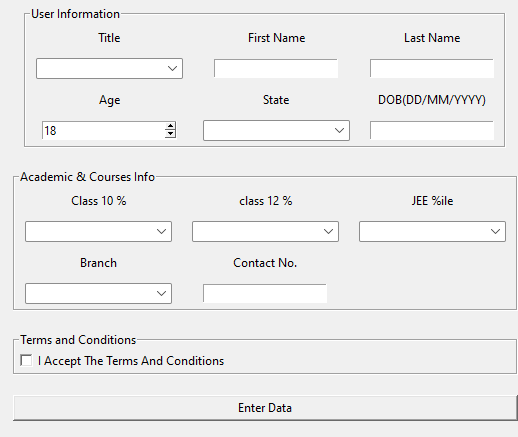 User Information
Title First Name Last Name
Age State DOB(DD/MM/YYYY)
18
Academic & Courses Info
Class 10 % class 12 % JEE %ile
Branch Contact No.
Terms and Conditions
I Accept The Terms And Conditions
Enter Data